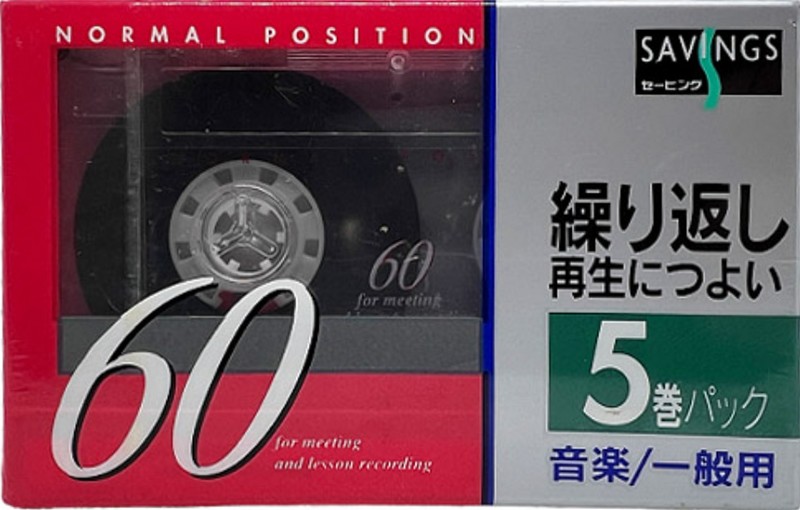 NORMAL POSITION
60
for meeting
60
for meeting
and lesson recording
SAVINGS
セービング
繰り返し
再生につよい
5巻パック
音楽/一般用